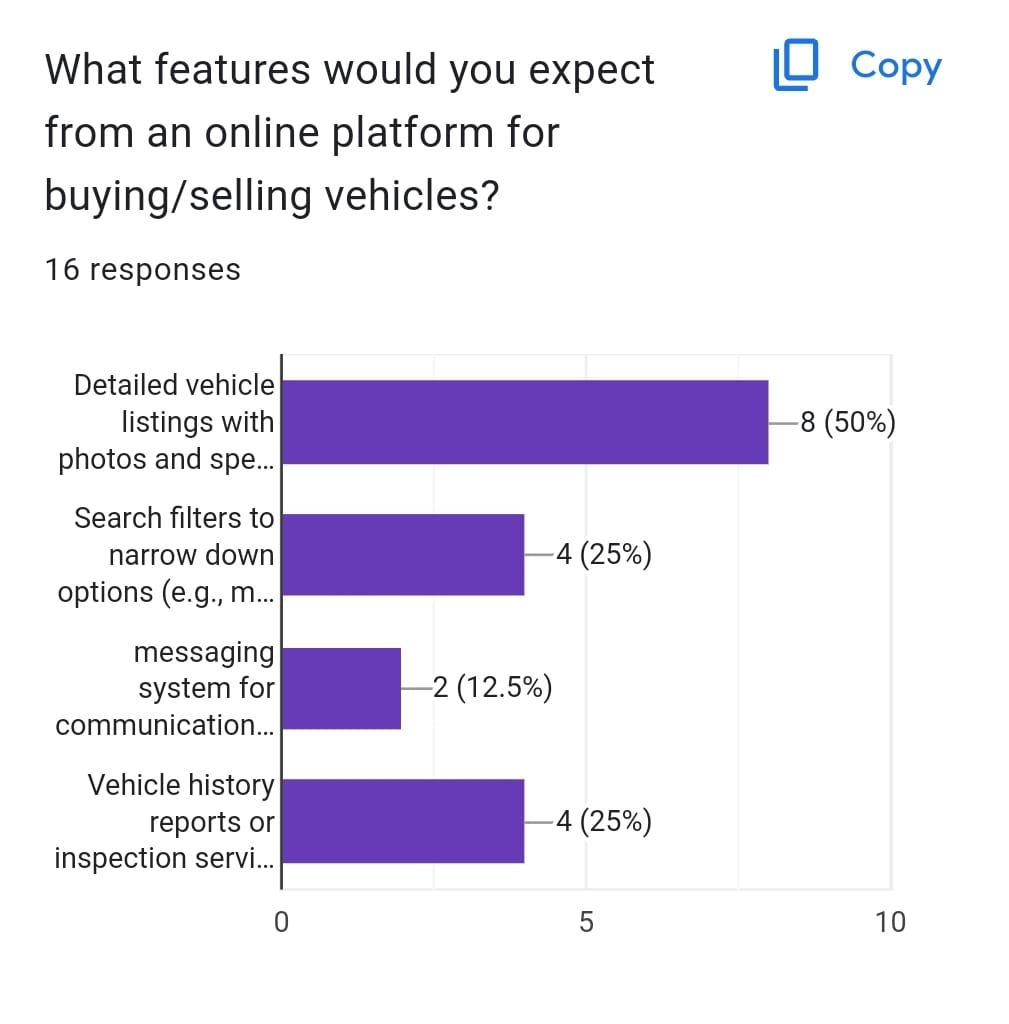 What features would you expect
Copy
from an online platform for
buying/selling vehicles?
16 responses
Detailed vehicle
listings with
photos and spe...
8 (50%)
Search filters to
narrow down
options (e.g., m...
4 (25%)
messaging
system for
communication...
2 (12.5%)
Vehicle history
reports or
inspection servi...
4 (25%)
0
5
10